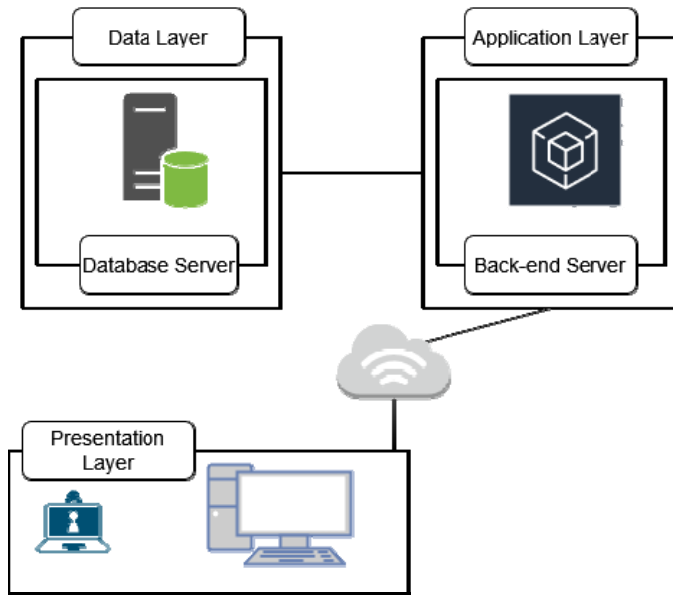 Data Layer
Application Layer
Database Server
Back-end Server
Presentation
Layer